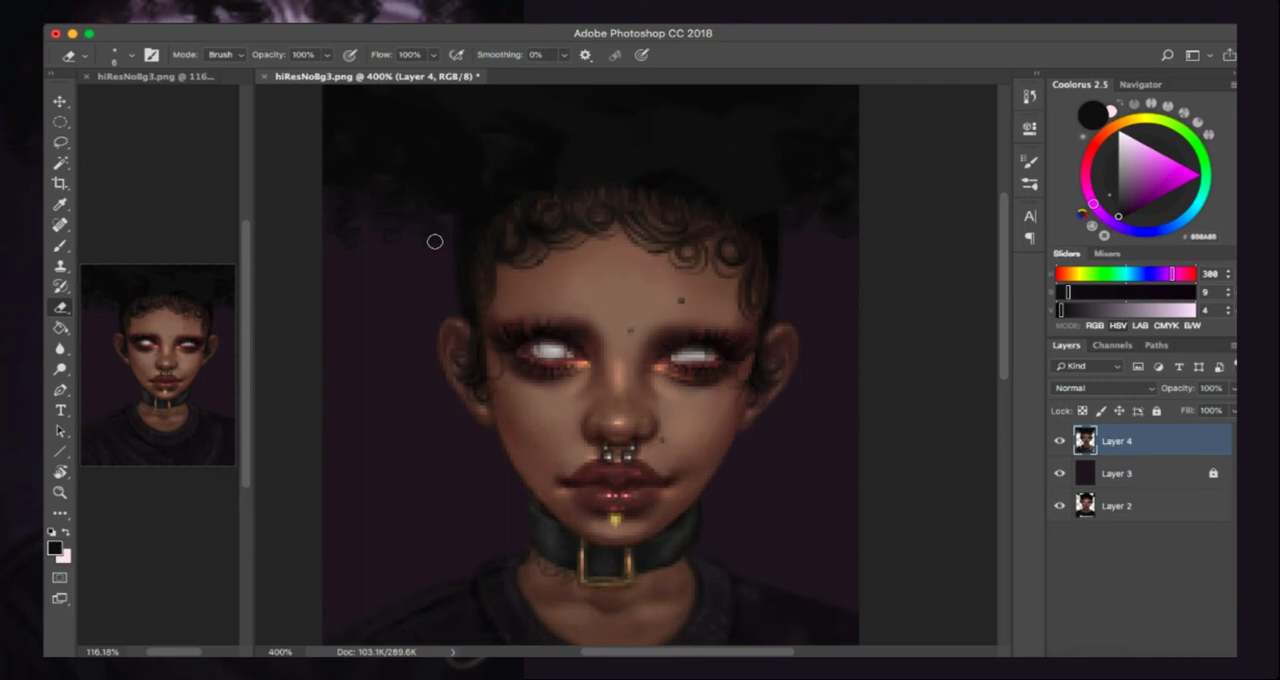 Adobe Photoshop CC 2018
6 Mode: Brush Opacity: 100% Flow: 100% Smoothing: 0%
× hiResNoBg3.png @ 116... × hiResNoBg3.png @ 400% (Layer 4, RGB/8) *
Coolorus 2.5 Navigator
Sliders Mixers
300
9
4
MODE: RGB HSV LAB CMYK B/W
Layers Channels Paths
Kind
Normal Opacity: 100%
Lock: Fill: 100%
Layer 4
Layer 3
Layer 2
116.18% 400% Doc: 103.1K/289.6K